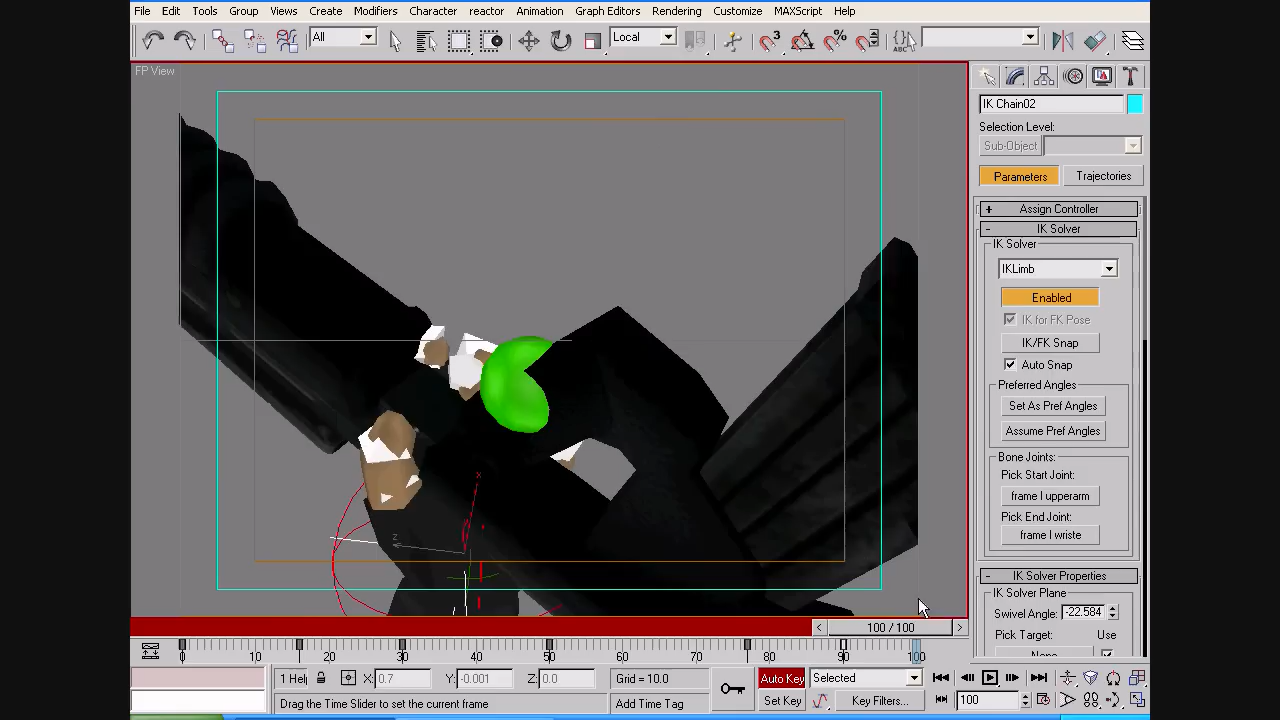 File Edit Tools Group Views Create Modifiers Character reactor Animation Graph Editors Rendering Customize MAXScript Help
All Local 3 % ABC
FP View
IK Chain02
Selection Level:
Sub-Object
Parameters Trajectories
+ Assign Controller
- IK Solver
IK Solver
IKLimb
Enabled
IK for FK Pose
IK/FK Snap
Auto Snap
Preferred Angles
Set As Pref Angles
Assume Pref Angles
Bone Joints:
Pick Start Joint:
frame l upperarm
Pick End Joint:
frame l wriste
- IK Solver Properties
IK Solver Plane
Swivel Angle: -22.584
Pick Target: Use
None
x
z
< 100 / 100 >
0 10 20 30 40 50 60 70 80 90 100
1 Hel X: 0.7 Y: -0.001 Z: 0.0 Grid = 10.0 Auto Key Selected
Drag the Time Slider to set the current frame Add Time Tag Set Key Key Filters... 100